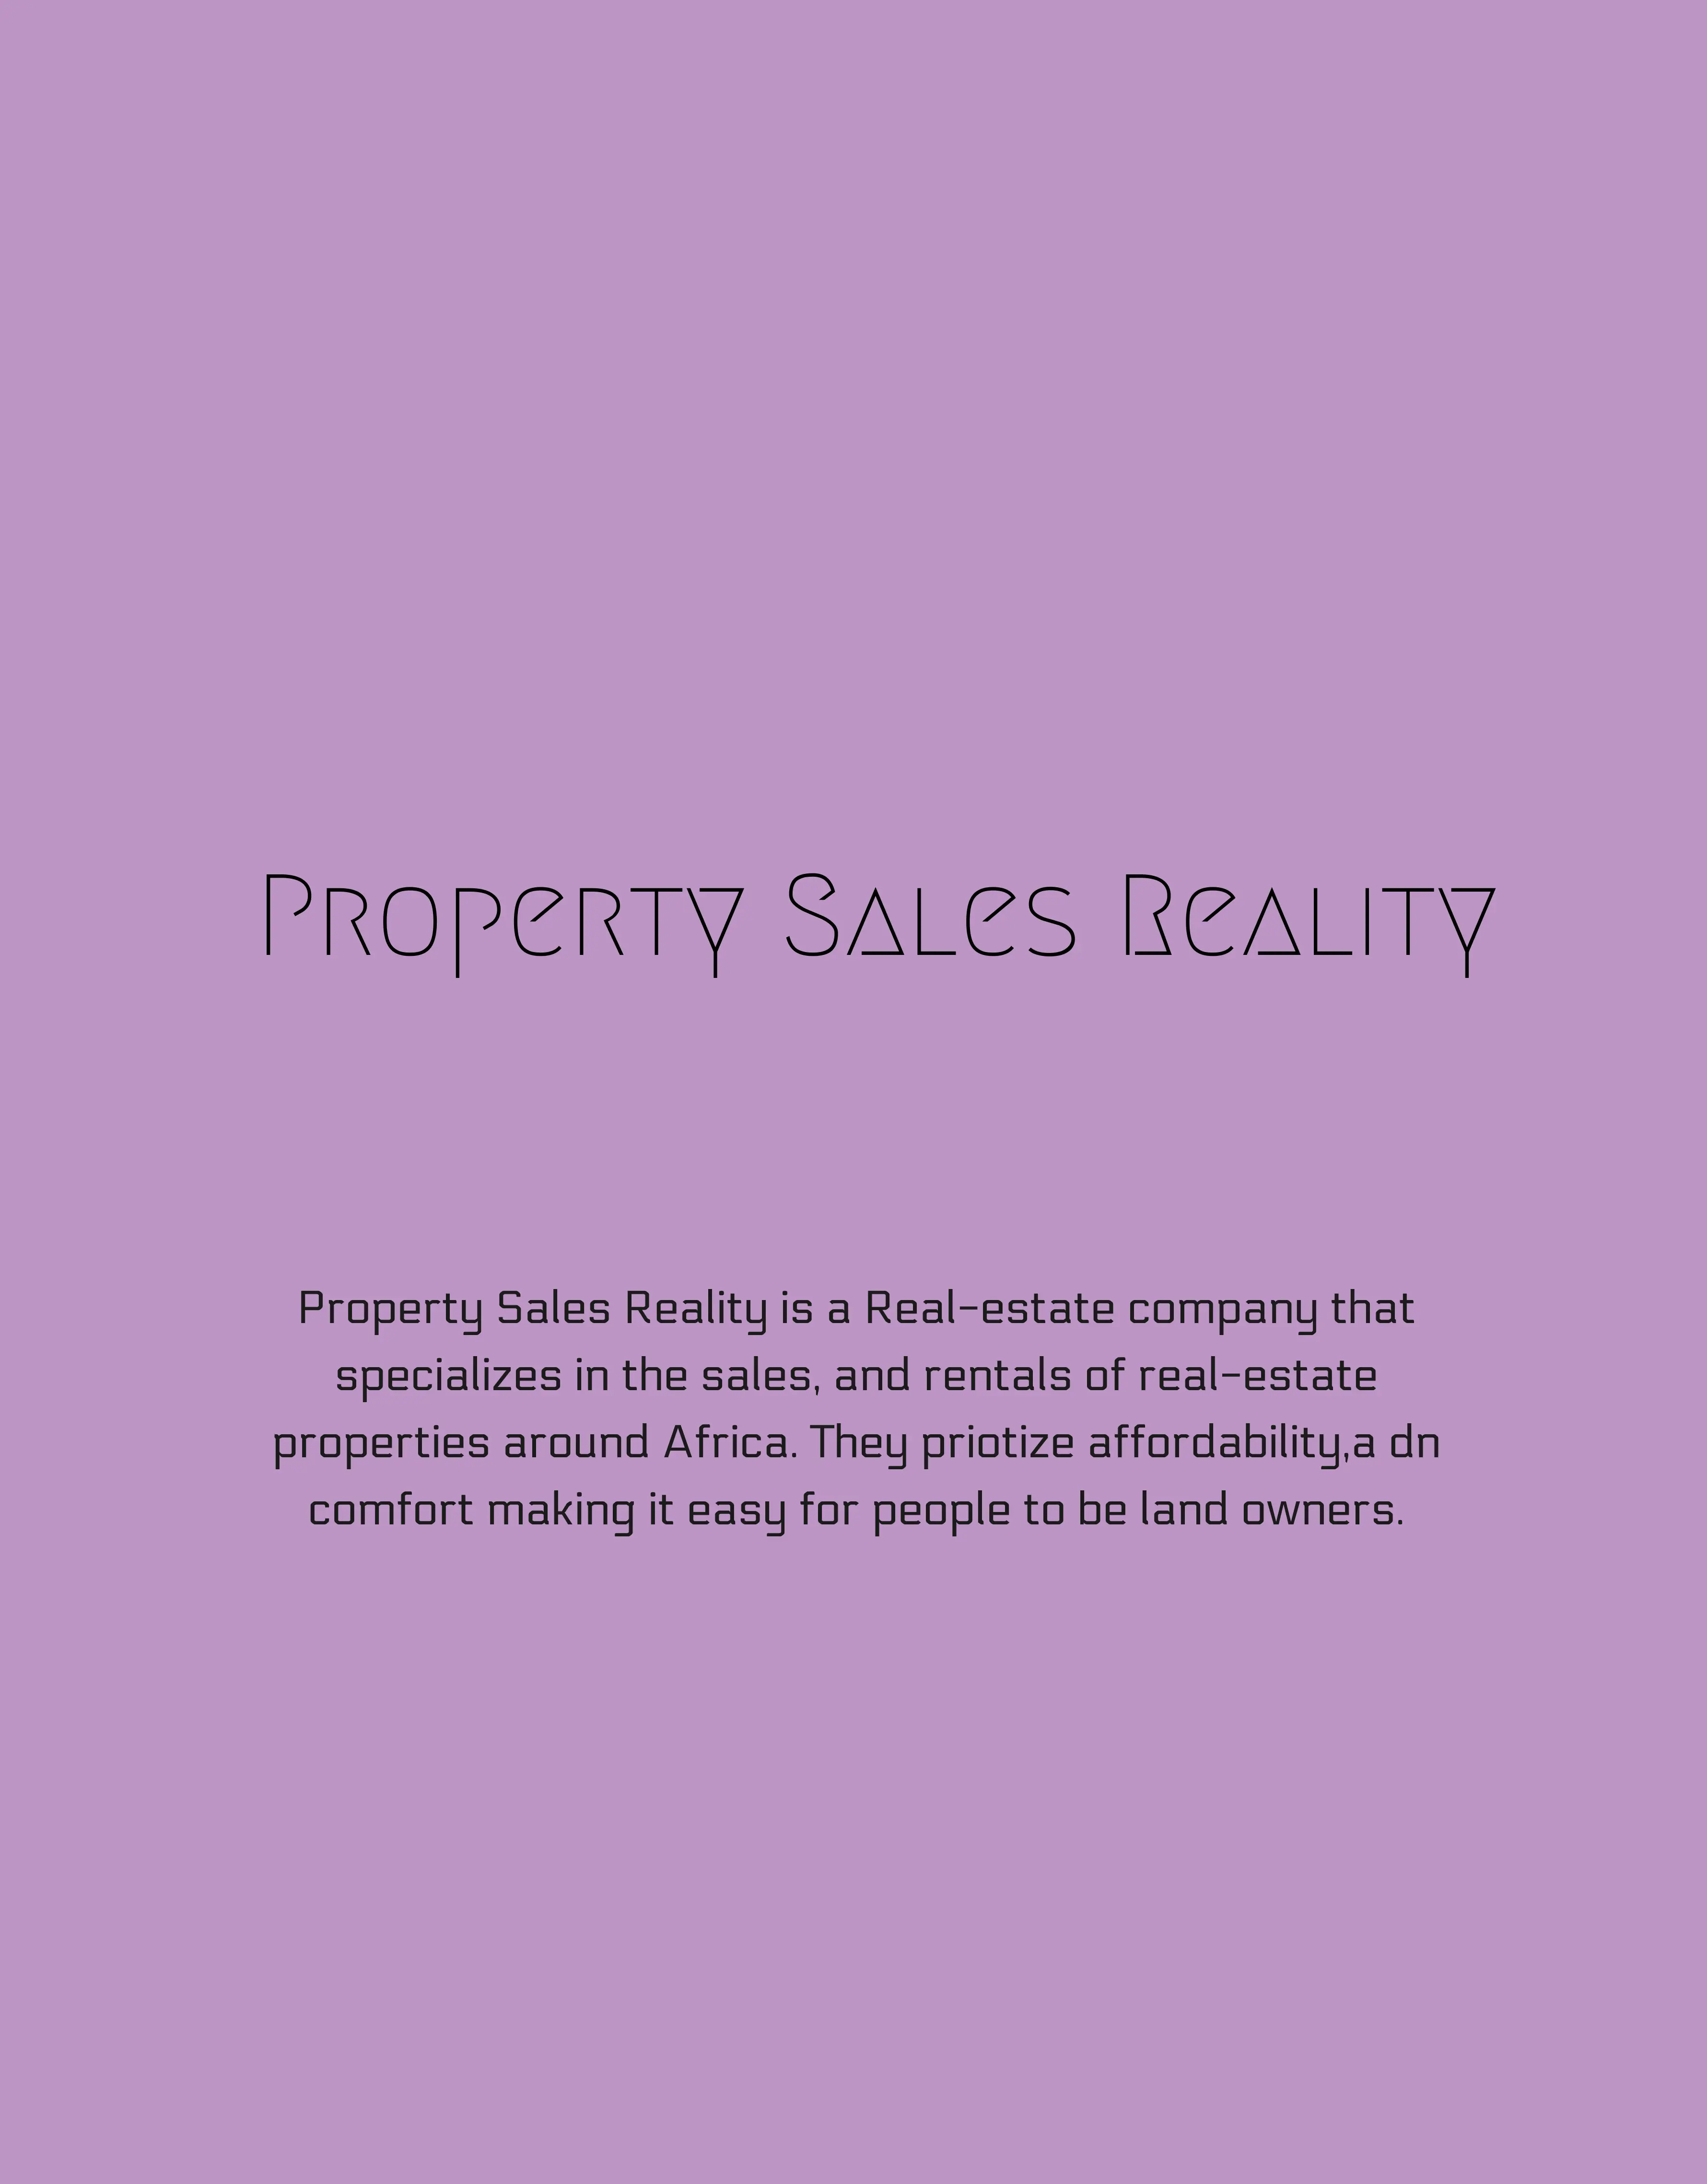 Property Sales Reality
Property Sales Reality is a Real-estate company that
specializes in the sales, and rentals of real-estate
properties around Africa. They priotize affordability,a dn
comfort making it easy for people to be land owners.